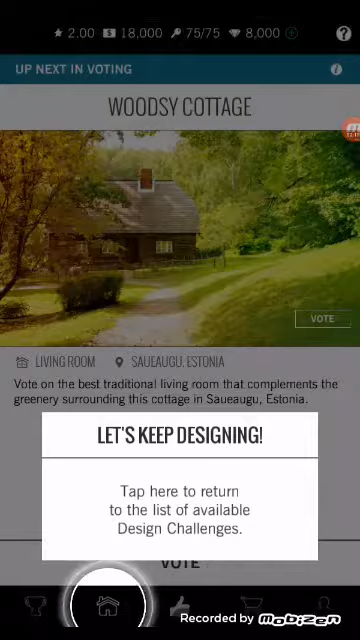 2.00 18,000 75/75 8,000 ?
UP NEXT IN VOTING
WOODSY COTTAGE
VOTE
LIVING ROOM SAUEAUGU, ESTONIA
Vote on the best traditional living room that complements the
greenery surrounding this cottage in Saueaugu, Estonia.
LET'S KEEP DESIGNING!
Tap here to return
to the list of available
Design Challenges.
VOTE
Recorded by MOBIZEN